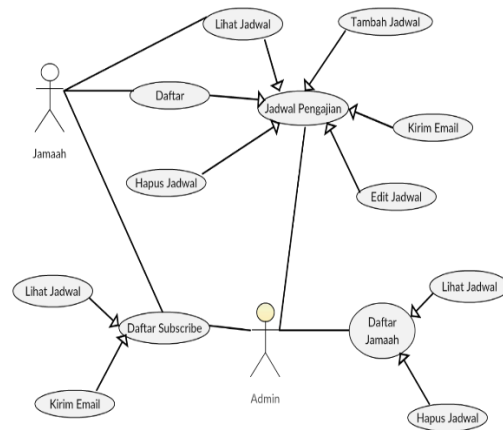 Lihat Jadwal
Tambah Jadwal
Daftar
Jadwal Pengajian
Jamaah
Kirim Email
Hapus Jadwal
Edit Jadwal
Lihat Jadwal
Lihat Jadwal
Daftar Subscribe
Daftar
Jamaah
Kirim Email
Admin
Hapus Jadwal